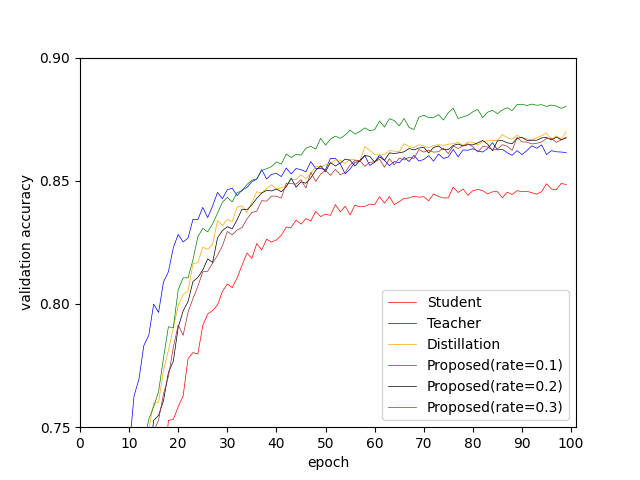 0.90
0.85
0.80
0.75
validation accuracy
0 10 20 30 40 50 60 70 80 90 100
epoch
Student
Teacher
Distillation
Proposed(rate=0.1)
Proposed(rate=0.2)
Proposed(rate=0.3)